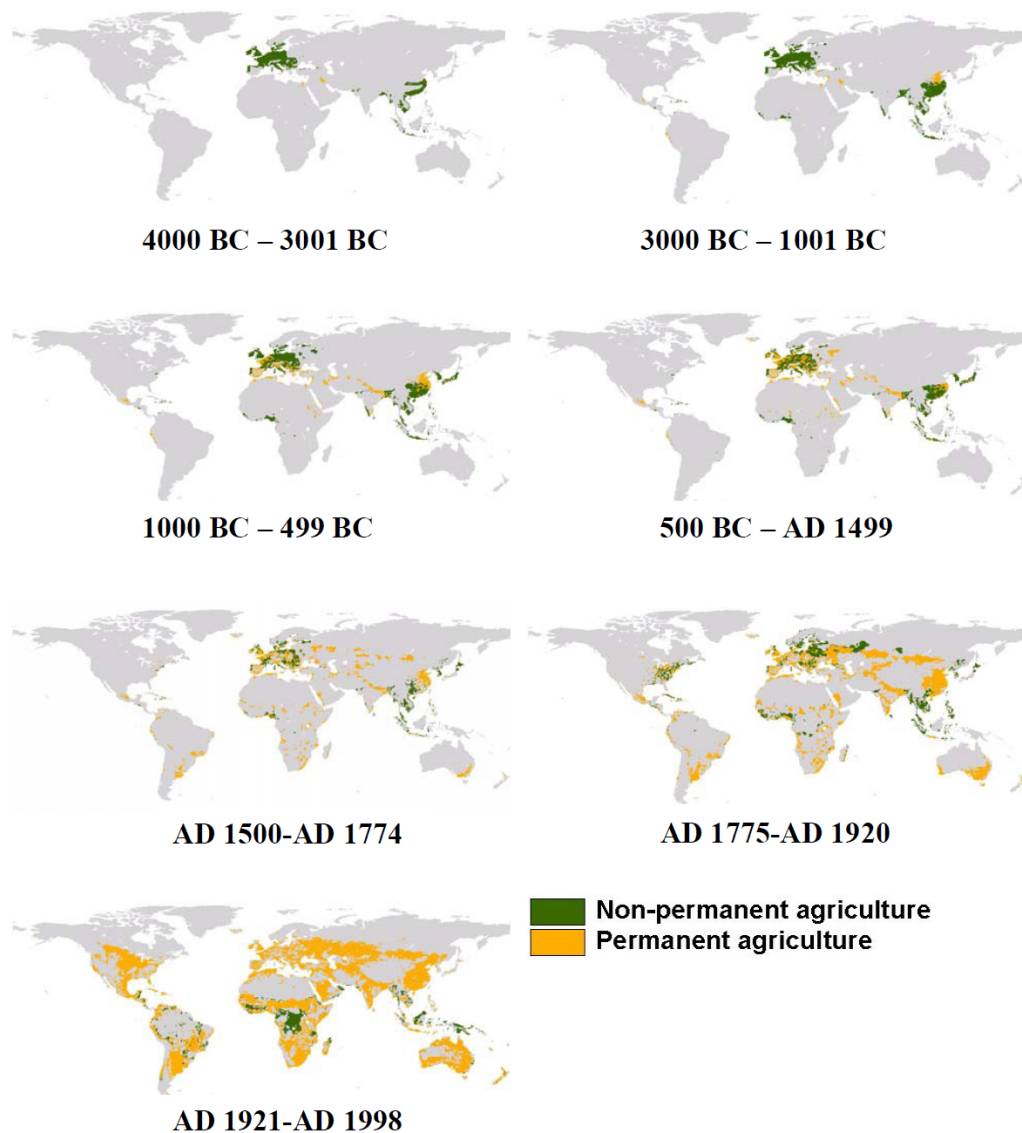 4000 BC – 3001 BC
3000 BC – 1001 BC
1000 BC – 499 BC
500 BC – AD 1499
AD 1500-AD 1774
AD 1775-AD 1920
Non-permanent agriculture
Permanent agriculture
AD 1921-AD 1998